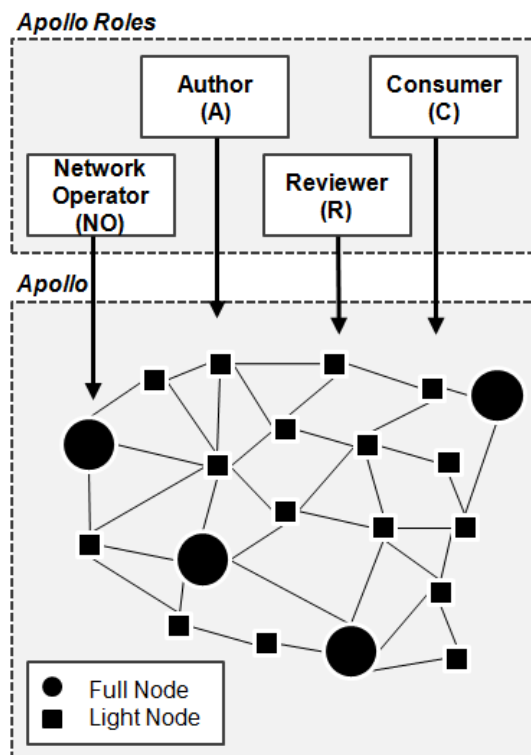 Apollo Roles
Author
(A)
Consumer
(C)
Network
Operator
(NO)
Reviewer
(R)
Apollo
Full Node
Light Node